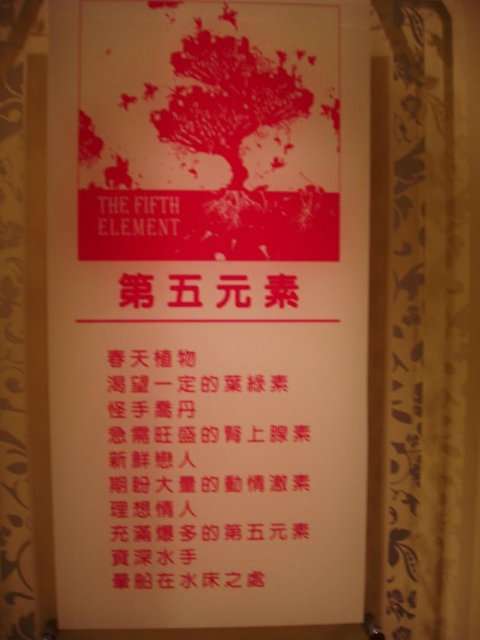 THE FIFTH
ELEMENT
第五元素
春天植物
渴望一定的葉綠素
怪手喬丹
急需旺盛的腎上腺素
新鮮戀人
期盼大量的動情激素
理想情人
充滿爆多的第五元素
資深水手
暈船在水床之處